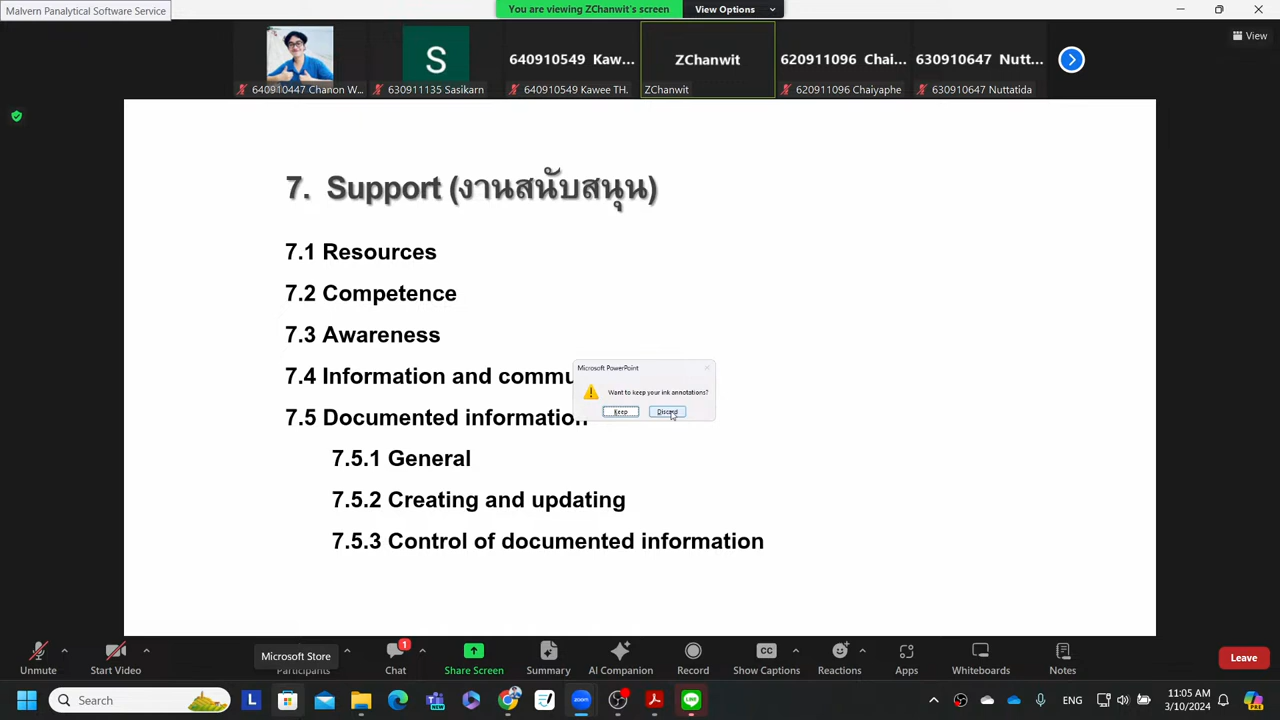 Malvern Panalytical Software Service
You are viewing ZChanwit's screen
View Options
View
S
640910549 Kaw...
ZChanwit
620911096 Chai...
630910647 Nutt...
640910447 Chanon W...
630911135 Sasikarn
640910549 Kawee TH.
ZChanwit
620911096 Chaiyaphe
630910647 Nuttatida
7. Support (งานสนับสนุน)
7.1 Resources
7.2 Competence
7.3 Awareness
7.4 Information and commu
7.5 Documented information
7.5.1 General
7.5.2 Creating and updating
7.5.3 Control of documented information
Microsoft PowerPoint
Want to keep your ink annotations?
Keep
Discard
Unmute
Start Video
Participants
Microsoft Store
1
Chat
Share Screen
Summary
AI Companion
Record
CC
Show Captions
Reactions
Apps
Whiteboards
Notes
Leave
Search
L
NEW
zoom
LINE
ENG
11:05 AM
3/10/2024